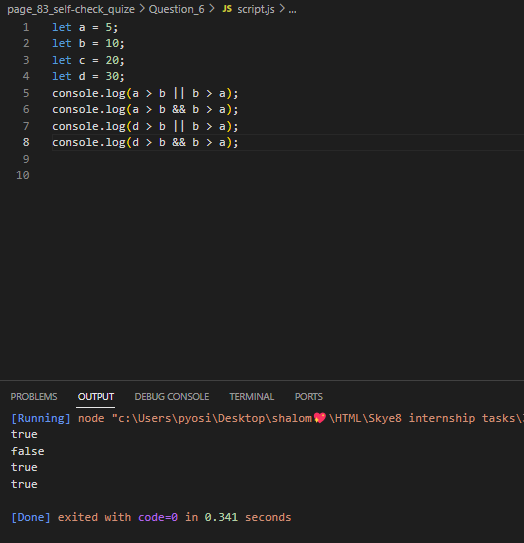 page_83_self-check_quize > Question_6 > JS script.js > ...
1 let a = 5;
2 let b = 10;
3 let c = 20;
4 let d = 30;
5 console.log(a > b || b > a);
6 console.log(a > b && b > a);
7 console.log(d > b || b > a);
8 console.log(d > b && b > a);
9
10
PROBLEMS OUTPUT DEBUG CONSOLE TERMINAL PORTS
[Running] node "c:\Users\pyosi\Desktop\shalom💖\HTML\Skye8 internship tasks\
true
false
true
true
[Done] exited with code=0 in 0.341 seconds